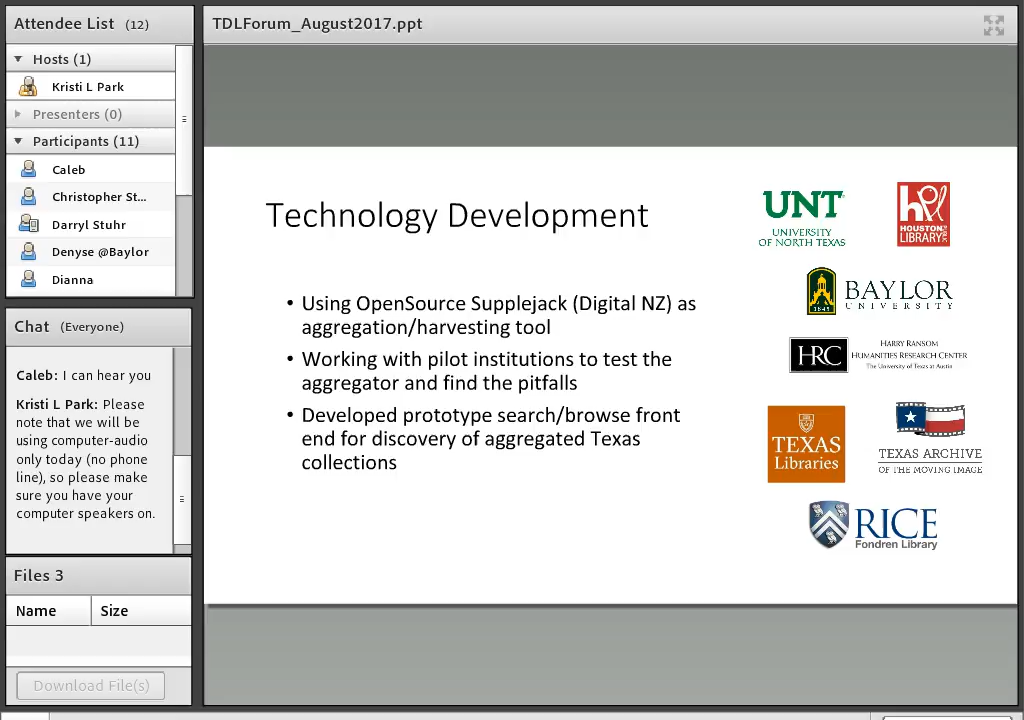 Attendee List (12)
Hosts (1)
Kristi L Park
Presenters (0)
Participants (11)
Caleb
Christopher St...
Darryl Stuhr
Denyse @Baylor
Dianna
Chat (Everyone)
Caleb: I can hear you
Kristi L Park: Please
note that we will be
using computer-audio
only today (no phone
line), so please make
sure you have your
computer speakers on.
Files 3
Name Size
Download File(s)
TDLForum_August2017.ppt
Technology Development
• Using OpenSource Supplejack (Digital NZ) as
aggregation/harvesting tool
• Working with pilot institutions to test the
aggregator and find the pitfalls
• Developed prototype search/browse front
end for discovery of aggregated Texas
collections
UNT
UNIVERSITY
OF NORTH TEXAS
hpl
HOUSTON
PUBLIC
LIBRARY
1845
BAYLOR
UNIVERSITY
HRC
HARRY RANSOM
HUMANITIES RESEARCH CENTER
The University of Texas at Austin
TEXAS
Libraries
TEXAS ARCHIVE
OF THE MOVING IMAGE
RICE
Fondren Library